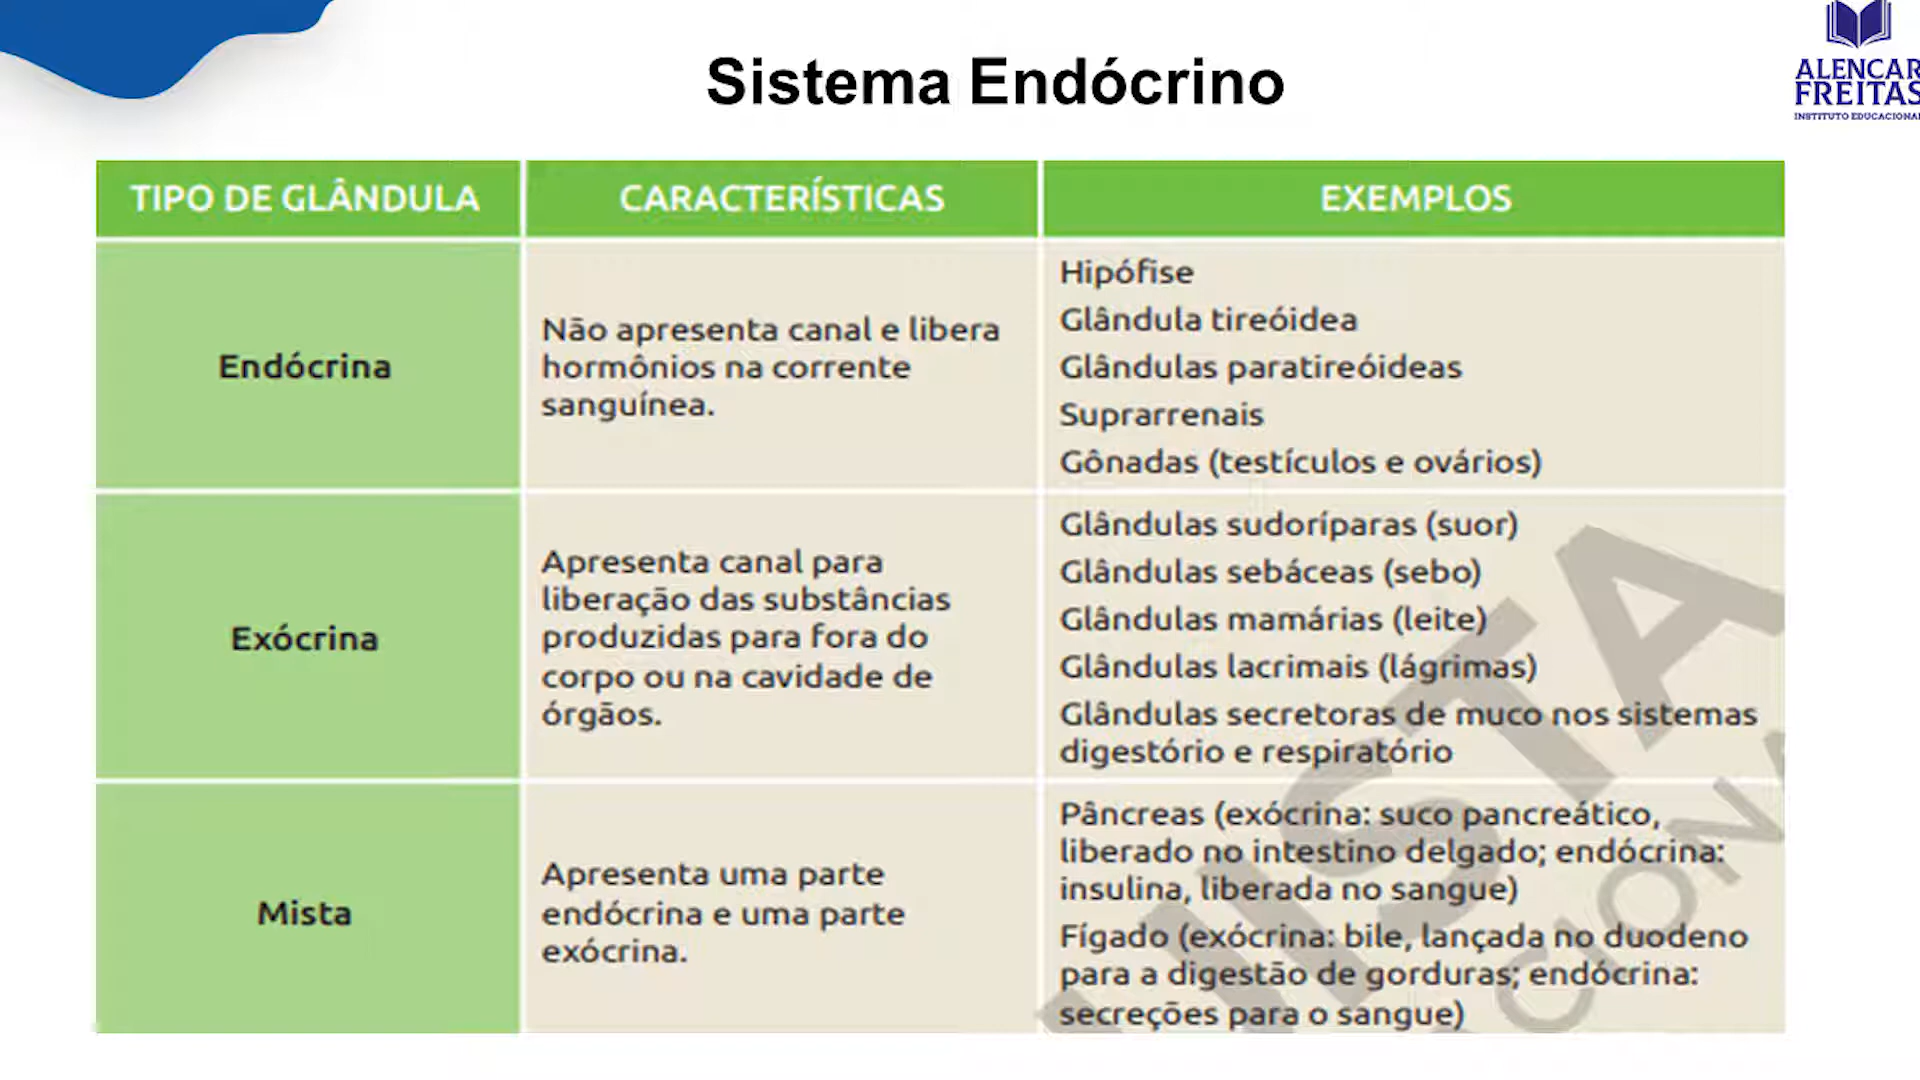 Sistema Endócrino
ALENCAR
FREITAS
INSTITUTO EDUCACIONAL
TIPO DE GLÂNDULA
CARACTERÍSTICAS
EXEMPLOS
Endócrina
Não apresenta canal e libera
hormônios na corrente
sanguínea.
Hipófise
Glândula tireóidea
Glândulas paratireóideas
Suprarrenais
Gônadas (testículos e ovários)
Exócrina
Apresenta canal para
liberação das substâncias
produzidas para fora do
corpo ou na cavidade de
órgãos.
Glândulas sudoríparas (suor)
Glândulas sebáceas (sebo)
Glândulas mamárias (leite)
Glândulas lacrimais (lágrimas)
Glândulas secretoras de muco nos sistemas
digestório e respiratório
Mista
Apresenta uma parte
endócrina e uma parte
exócrina.
Pâncreas (exócrina: suco pancreático,
liberado no intestino delgado; endócrina:
insulina, liberada no sangue)
Fígado (exócrina: bile, lançada no duodeno
para a digestão de gorduras; endócrina:
secreções para o sangue)